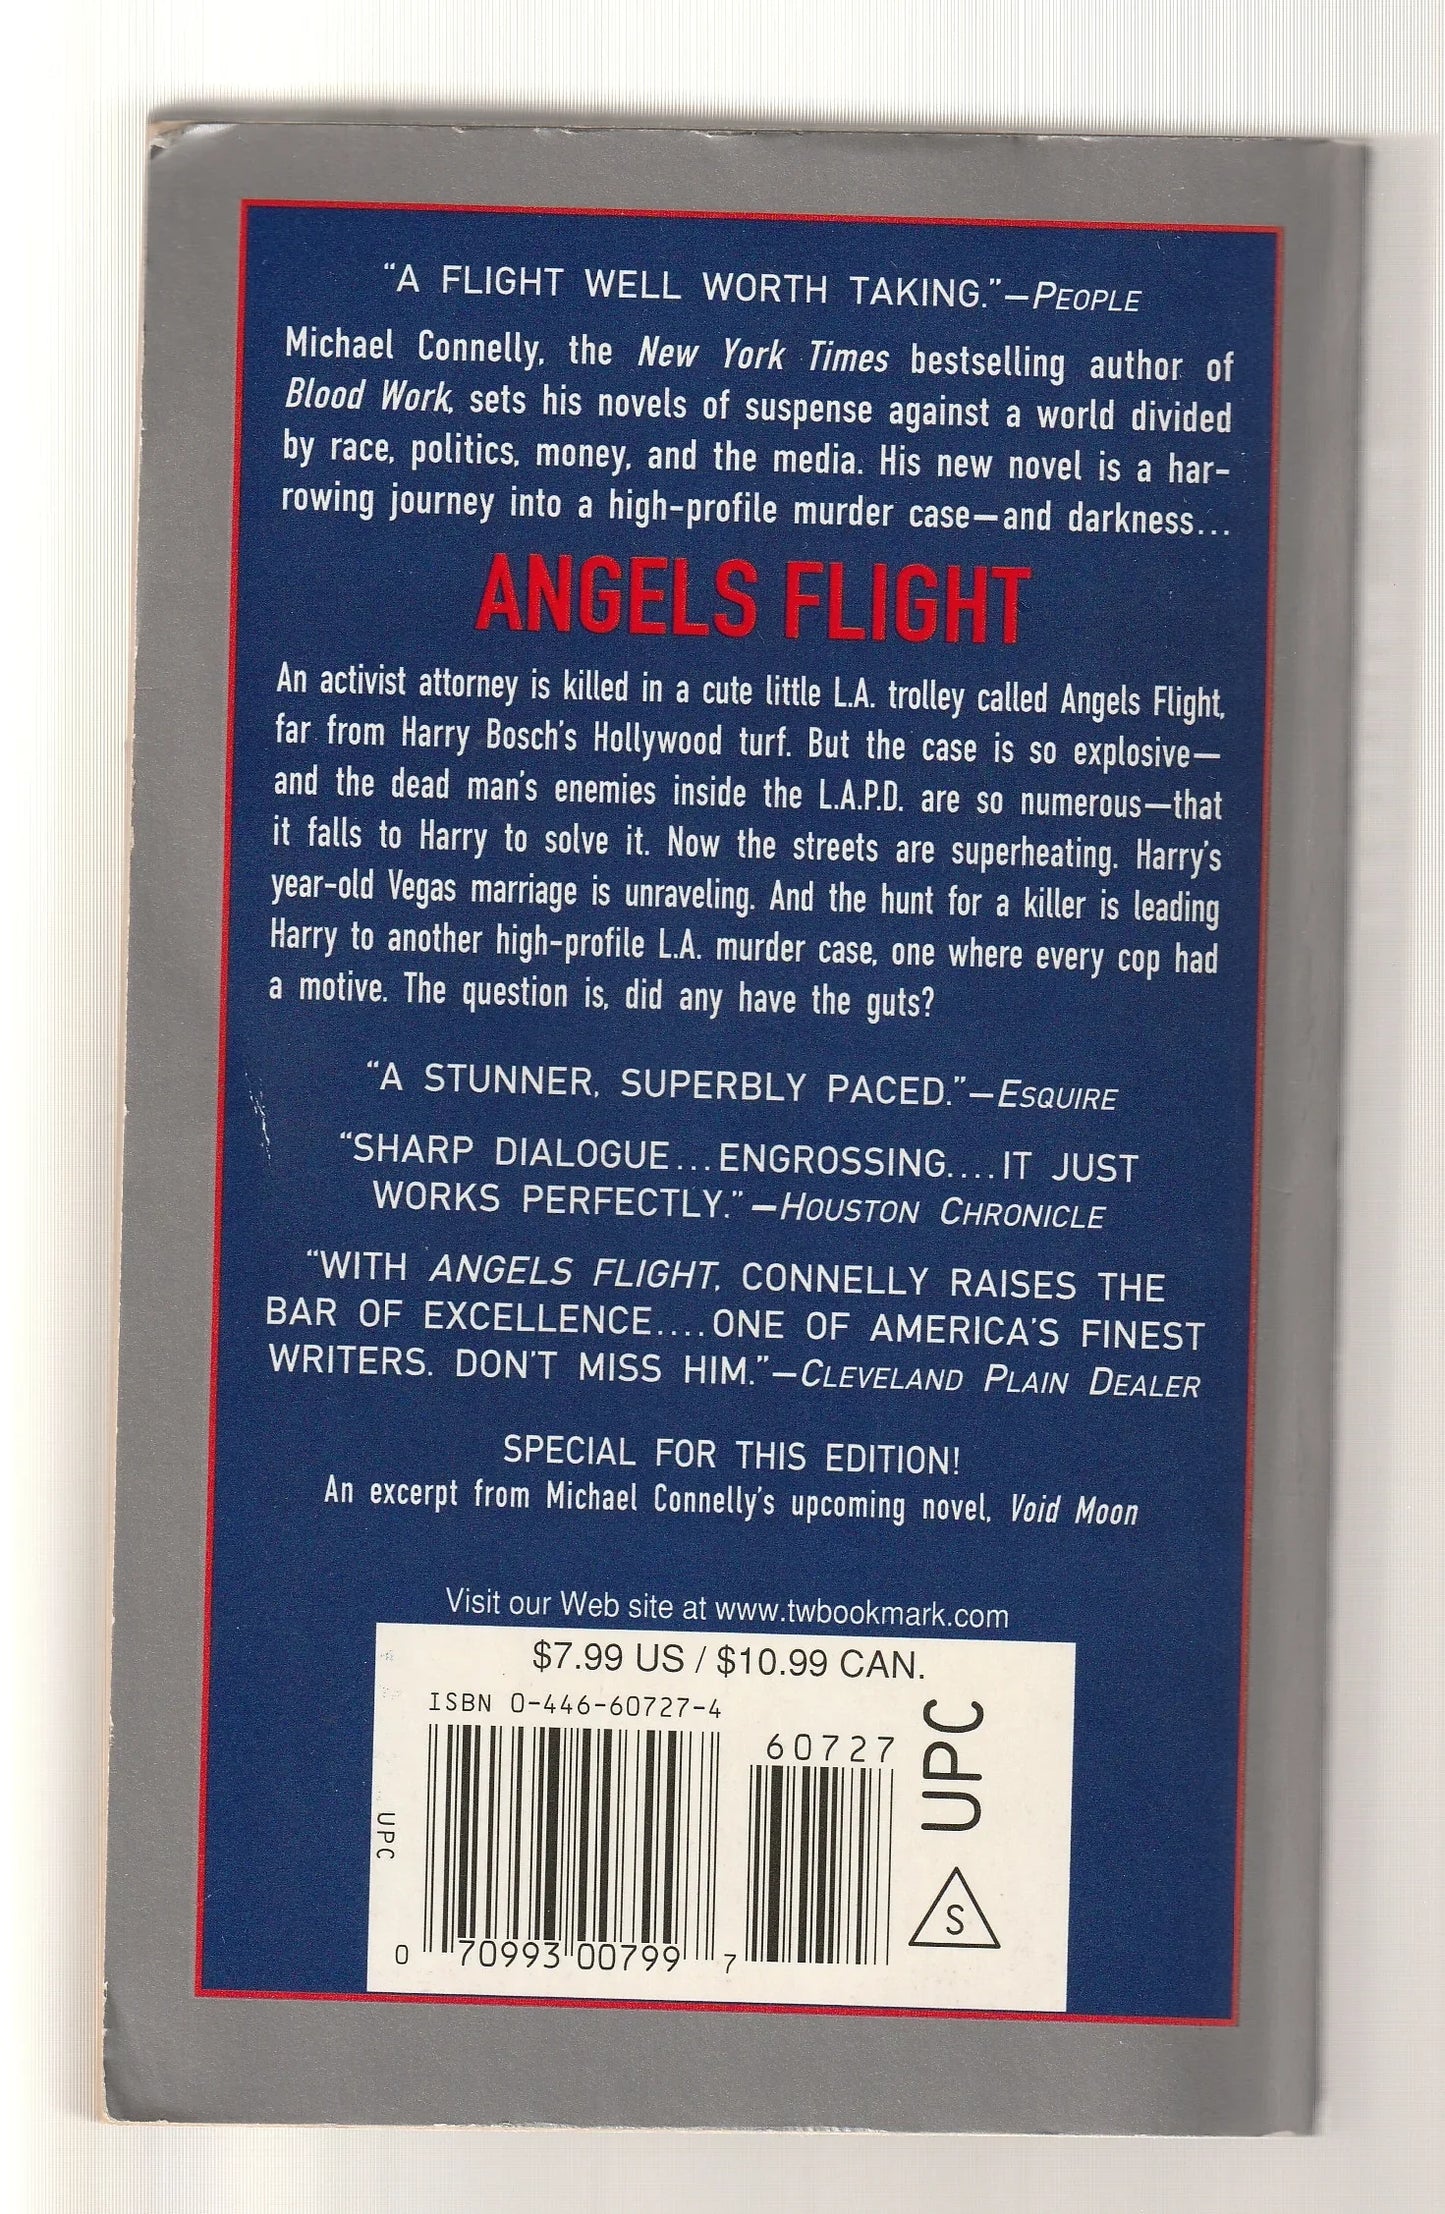 “A FLIGHT WELL WORTH TAKING.”—PEOPLE
Michael Connelly, the New York Times bestselling author of
Blood Work, sets his novels of suspense against a world divided
by race, politics, money, and the media. His new novel is a har-
rowing journey into a high-profile murder case—and darkness...
ANGELS FLIGHT
An activist attorney is killed in a cute little L.A. trolley called Angels Flight,
far from Harry Bosch's Hollywood turf. But the case is so explosive—
and the dead man's enemies inside the L.A.P.D. are so numerous—that
it falls to Harry to solve it. Now the streets are superheating. Harry's
year-old Vegas marriage is unraveling. And the hunt for a killer is leading
Harry to another high-profile L.A. murder case, one where every cop had
a motive. The question is, did any have the guts?
“A STUNNER, SUPERBLY PACED.”—ESQUIRE
“SHARP DIALOGUE...ENGROSSING....IT JUST
WORKS PERFECTLY.”—HOUSTON CHRONICLE
“WITH ANGELS FLIGHT, CONNELLY RAISES THE
BAR OF EXCELLENCE....ONE OF AMERICA'S FINEST
WRITERS. DON'T MISS HIM.”—CLEVELAND PLAIN DEALER
SPECIAL FOR THIS EDITION!
An excerpt from Michael Connelly's upcoming novel, Void Moon
Visit our Web site at www.twbookmark.com
$7.99 US / $10.99 CAN.
ISBN 0-446-60727-4
60727
UPC
UPC
S
0 70993 00799 7